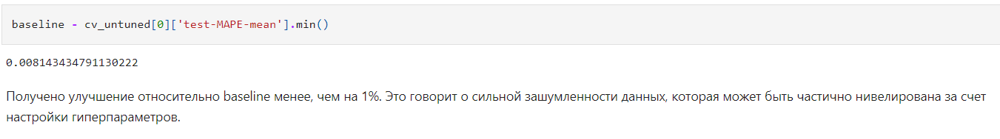 baseline - cv_untuned[0]['test-MAPE-mean'].min()
0.008143434791130222
Получено улучшение относительно baseline менее, чем на 1%. Это говорит о сильной зашумленности данных, которая может быть частично нивелирована за счет
настройки гиперпараметров.